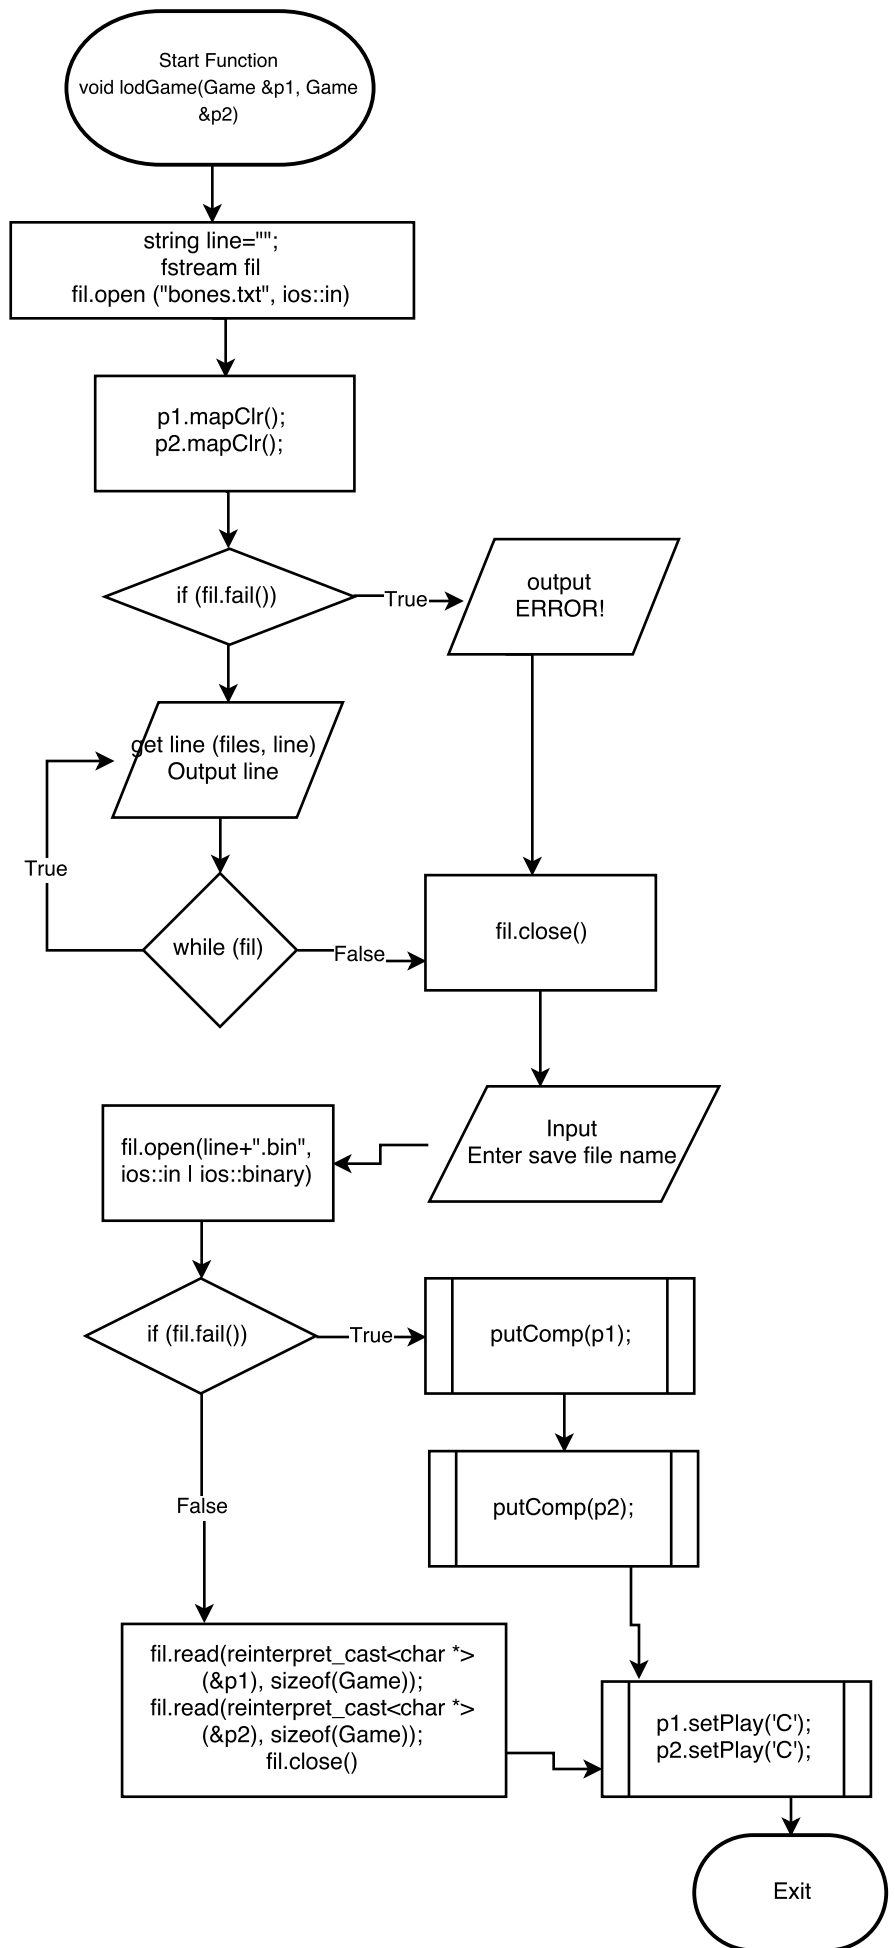 Start Function
void lodGame(Game &p1, Game
&p2)
string line="";
fstream fil
fil.open ("bones.txt", ios::in)
p1.mapClr();
p2.mapClr();
if (fil.fail())
True
output
ERROR!
get line (files, line)
Output line
True
while (fil)
False
fil.close()
Input
Enter save file name
fil.open(line+".bin",
ios::in | ios::binary)
if (fil.fail())
True
putComp(p1);
putComp(p2);
False
fil.read(reinterpret_cast<char *>
(&p1), sizeof(Game));
fil.read(reinterpret_cast<char *>
(&p2), sizeof(Game));
fil.close()
p1.setPlay('C');
p2.setPlay('C');
Exit